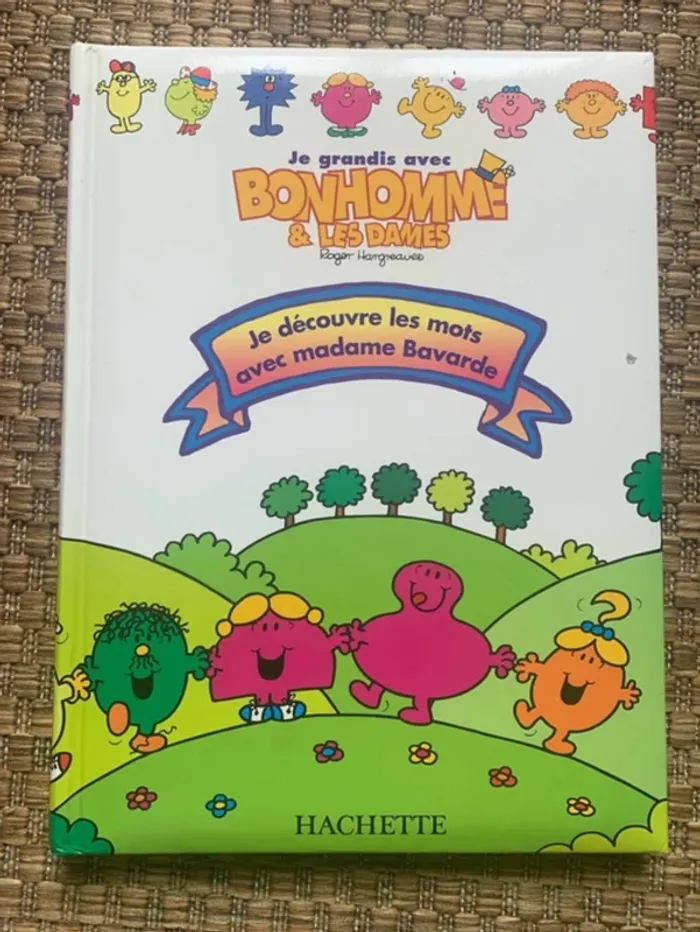 Je grandis avec
BONHOMME
& LES DAMES
Roger Hargreaves
Je découvre les mots
avec madame Bavarde
HACHETTE